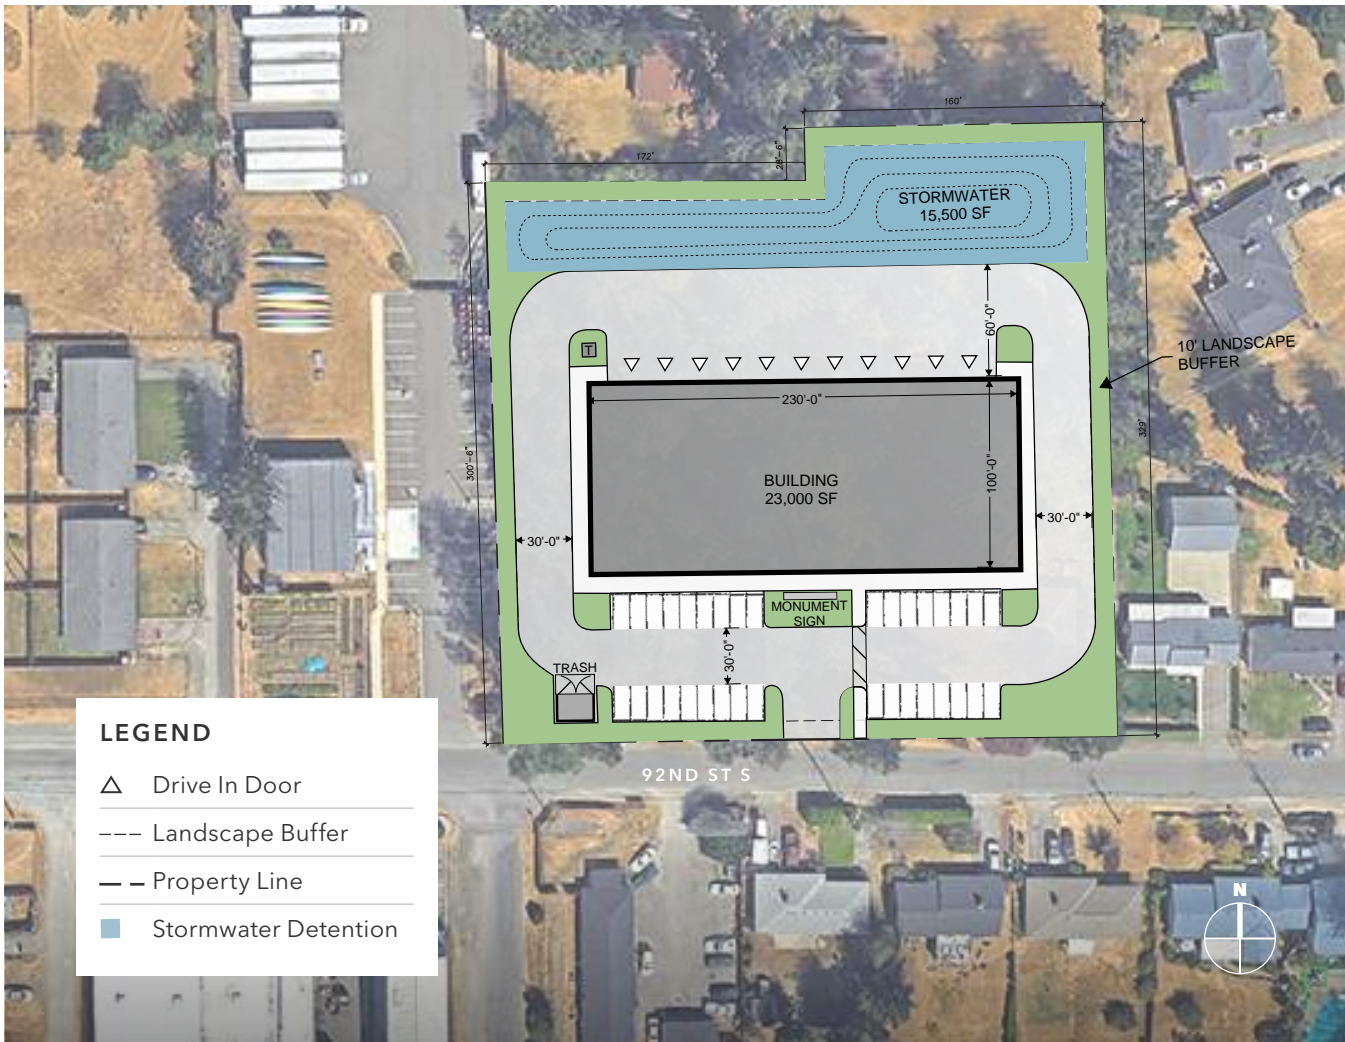 160'
172'
28'-6"
STORMWATER
15,500 SF
60'-0"
10' LANDSCAPE
BUFFER
T
230'-0"
329'
300'-6"
100'-0"
BUILDING
23,000 SF
30'-0"
30'-0"
MONUMENT
SIGN
30'-0"
TRASH
92ND ST S
LEGEND
Drive In Door
Landscape Buffer
Property Line
Stormwater Detention
N